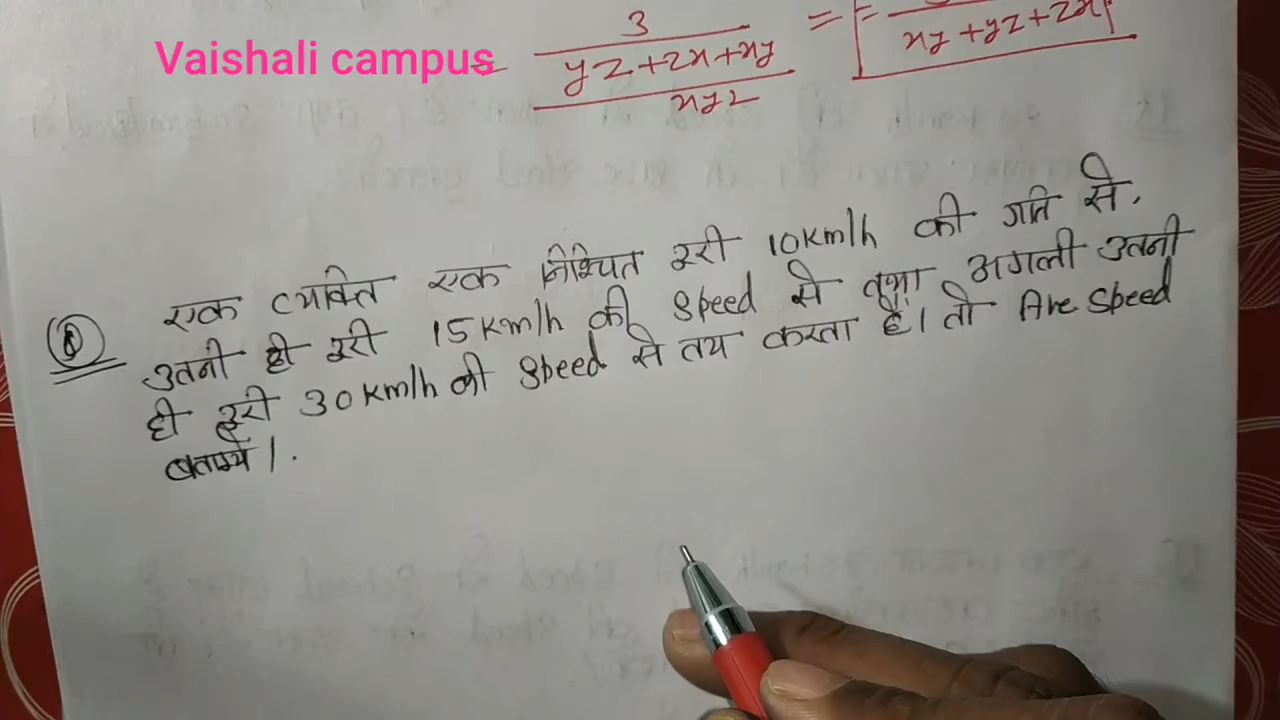 Vaishali campus
3
yz+zx+xy
xyz
= =
xy+yz+zx
एक व्यक्ति एक निश्चित दूरी 10km/h की गति से,
उतनी ही दूरी 15km/h की speed से तथा अगली उतनी
ही दूरी 30km/h की speed से तय करता है। तो Ave speed
बताये।